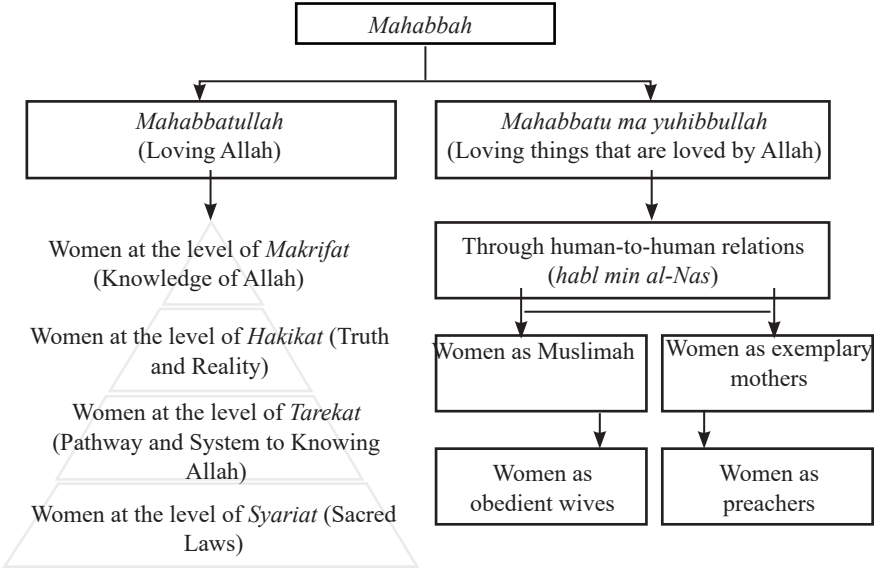 Mahabbah
Mahabbatullah
(Loving Allah)
Mahabbatu ma yuhibbullah
(Loving things that are loved by Allah)
Women at the level of Makrifat
(Knowledge of Allah)
Women at the level of Hakikat (Truth
and Reality)
Women at the level of Tarekat
(Pathway and System to Knowing
Allah)
Women at the level of Syariat (Sacred
Laws)
Through human-to-human relations
(habl min al-Nas)
Women as Muslimah
Women as exemplary
mothers
Women as
obedient wives
Women as
preachers